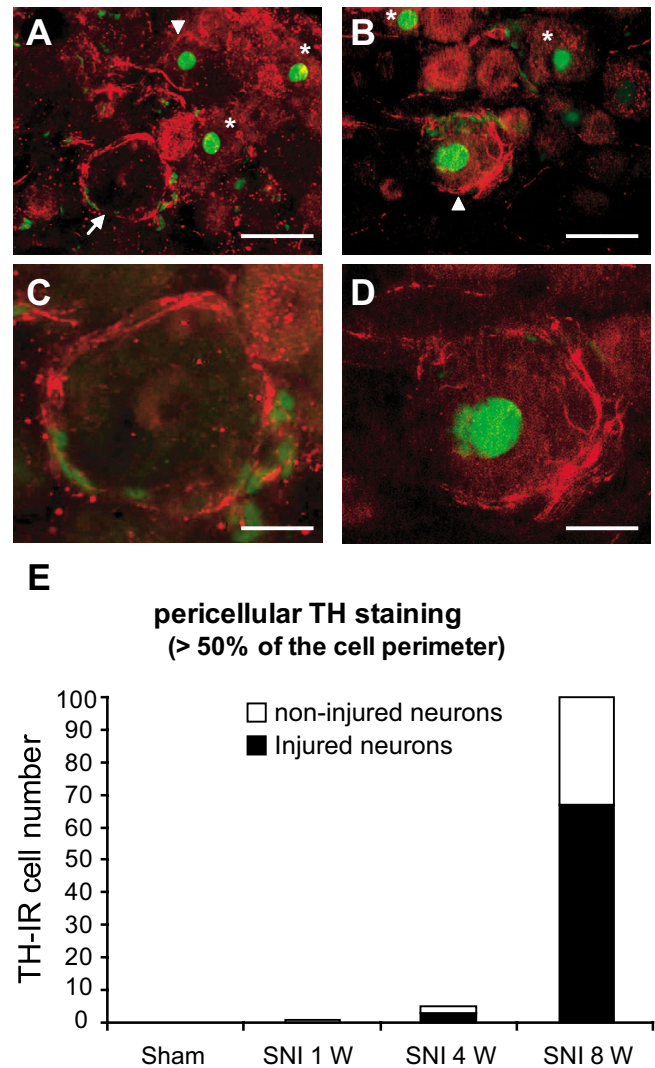 A
*
*
B
*
*
C
D
E
pericellular TH staining
(> 50% of the cell perimeter)
TH-IR cell number
100
90
80
70
60
50
40
30
20
10
0
non-injured neurons
Injured neurons
Sham SNI 1 W SNI 4 W SNI 8 W